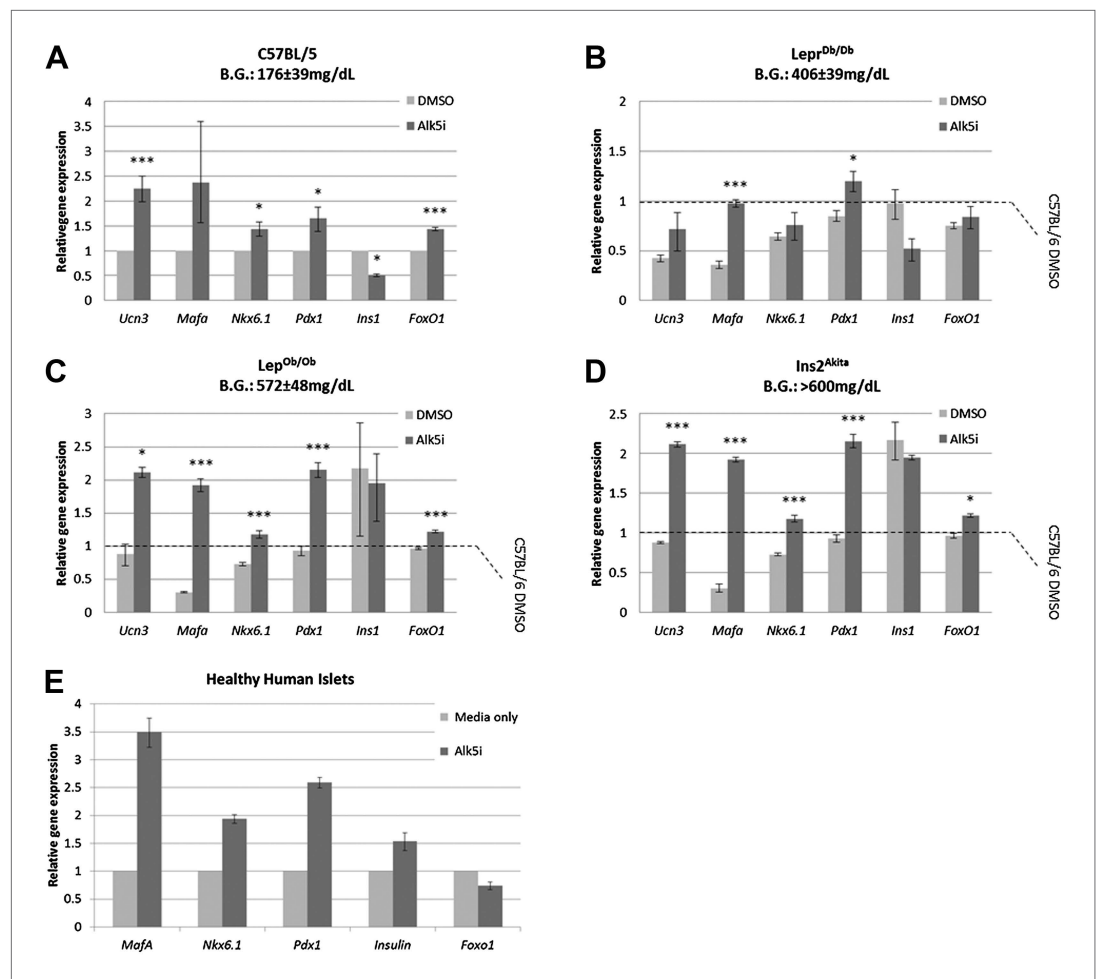 A
C57BL/5
B.G.: 176±39mg/dL
Relativegene expression
4
3.5
3
2.5
2
1.5
1
0.5
0
DMSO
Alk5i
***
*
*
*
***
Ucn3 Mafa Nkx6.1 Pdx1 Ins1 FoxO1
B
Lepr^Db/Db
B.G.: 406±39mg/dL
Relative gene expression
2
1.5
1
0.5
0
DMSO
Alk5i
***
*
C57BL/6 DMSO
Ucn3 Mafa Nkx6.1 Pdx1 Ins1 FoxO1
C
Lep^Ob/Ob
B.G.: 572±48mg/dL
Relative gene expression
3
2.5
2
1.5
1
0.5
0
DMSO
Alk5i
*
***
***
***
***
C57BL/6 DMSO
Ucn3 Mafa Nkx6.1 Pdx1 Ins1 FoxO1
D
Ins2^Akita
B.G.: >600mg/dL
Relative gene expression
2.5
2
1.5
1
0.5
0
DMSO
Alk5i
***
***
***
***
*
C57BL/6 DMSO
Ucn3 Mafa Nkx6.1 Pdx1 Ins1 FoxO1
E
Healthy Human Islets
Relative gene expression
4
3.5
3
2.5
2
1.5
1
0.5
0
Media only
Alk5i
MafA Nkx6.1 Pdx1 Insulin Foxo1